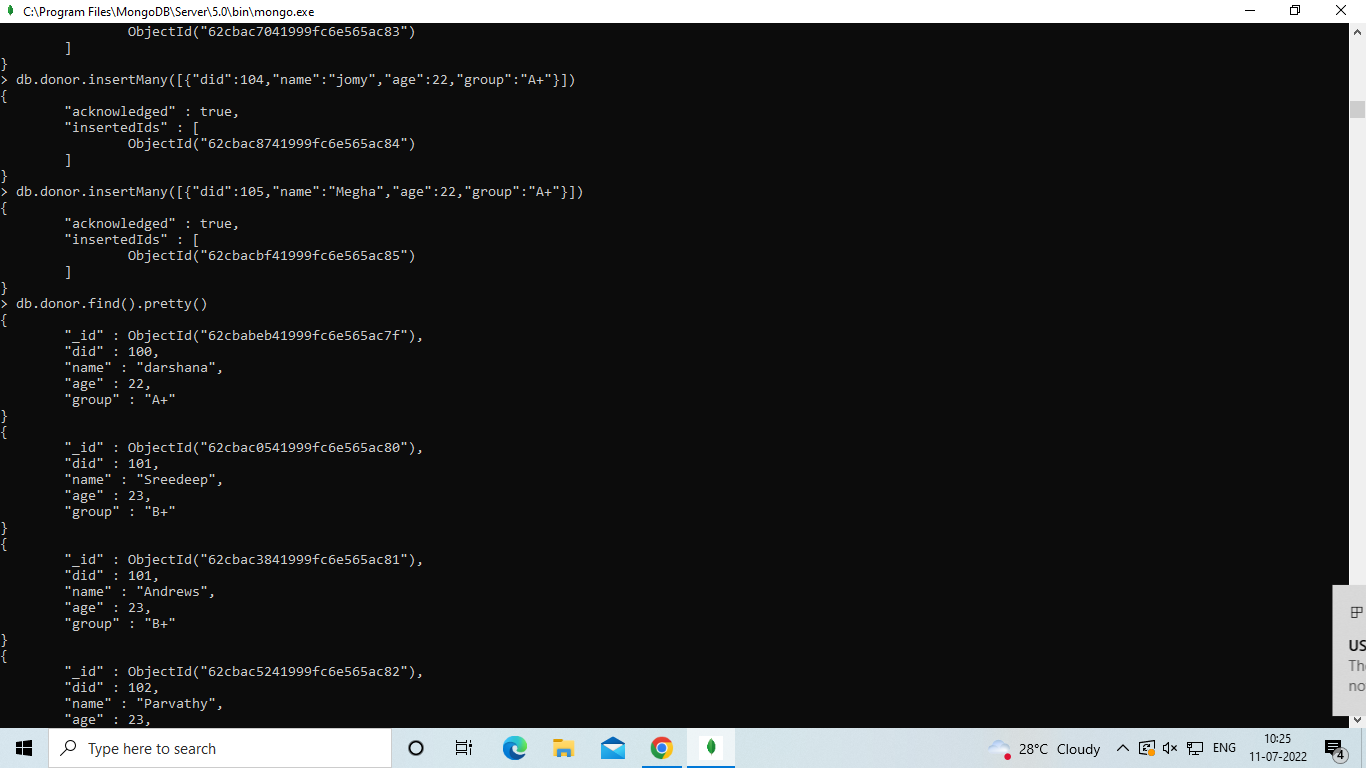 C:\Program Files\MongoDB\Server\5.0\bin\mongo.exe
ObjectId("62cbac7041999fc6e565ac83")
]
}
> db.donor.insertMany([{"did":104,"name":"jomy","age":22,"group":"A+"}])
{
"acknowledged" : true,
"insertedIds" : [
ObjectId("62cbac8741999fc6e565ac84")
]
}
> db.donor.insertMany([{"did":105,"name":"Megha","age":22,"group":"A+"}])
{
"acknowledged" : true,
"insertedIds" : [
ObjectId("62cbacbf41999fc6e565ac85")
]
}
> db.donor.find().pretty()
{
"_id" : ObjectId("62cbabeb41999fc6e565ac7f"),
"did" : 100,
"name" : "darshana",
"age" : 22,
"group" : "A+"
}
{
"_id" : ObjectId("62cbac0541999fc6e565ac80"),
"did" : 101,
"name" : "Sreedeep",
"age" : 23,
"group" : "B+"
}
{
"_id" : ObjectId("62cbac3841999fc6e565ac81"),
"did" : 101,
"name" : "Andrews",
"age" : 23,
"group" : "B+"
}
{
"_id" : ObjectId("62cbac5241999fc6e565ac82"),
"did" : 102,
"name" : "Parvathy",
"age" : 23,
US
The
no
Type here to search
28°C Cloudy
ENG
10:25
11-07-2022
4